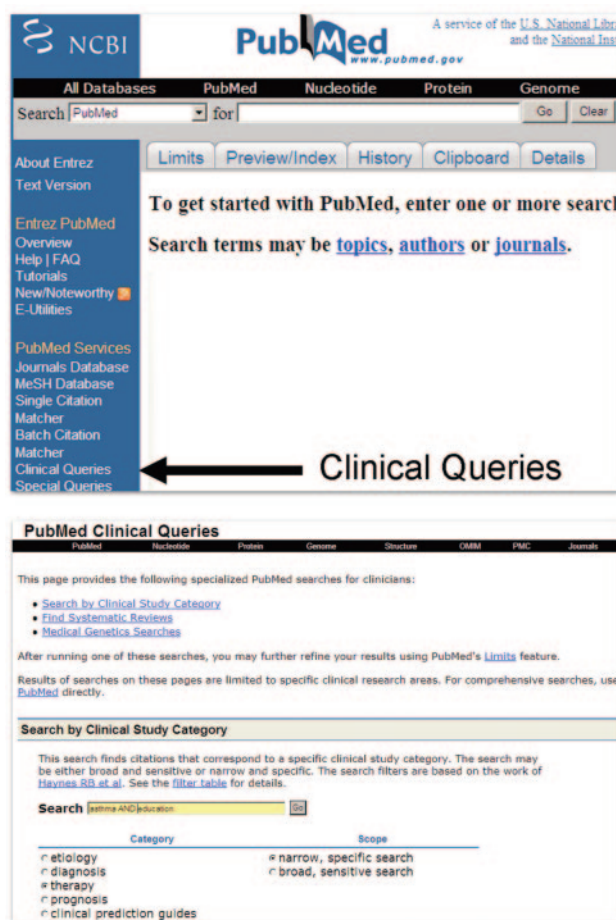 NCBI
PubMed
www.pubmed.gov
A service of the U.S. National Libr
and the National Inst
All Databases PubMed Nucleotide Protein Genome
Search PubMed for Go Clear
Limits Preview/Index History Clipboard Details
About Entrez
Text Version
Entrez PubMed
Overview
Help | FAQ
Tutorials
New/Noteworthy
E-Utilities
PubMed Services
Journals Database
MeSH Database
Single Citation
Matcher
Batch Citation
Matcher
Clinical Queries
Special Queries
To get started with PubMed, enter one or more search
Search terms may be topics, authors or journals.
Clinical Queries
PubMed Clinical Queries
PubMed Nucleotide Protein Genome Structure OMIM PMC Journals
This page provides the following specialized PubMed searches for clinicians:
• Search by Clinical Study Category
• Find Systematic Reviews
• Medical Genetics Searches
After running one of these searches, you may further refine your results using PubMed's Limits feature.
Results of searches on these pages are limited to specific clinical research areas. For comprehensive searches, use
PubMed directly.
Search by Clinical Study Category
This search finds citations that correspond to a specific clinical study category. The search may
be either broad and sensitive or narrow and specific. The search filters are based on the work of
Haynes RB et al. See the filter table for details.
Search asthma AND education Go
Category Scope
etiology narrow, specific search
diagnosis broad, sensitive search
therapy
prognosis
clinical prediction guides